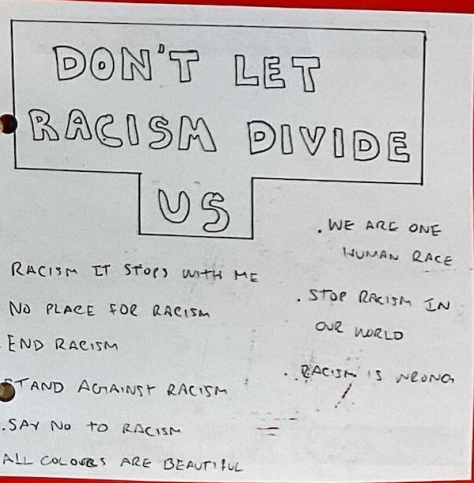 DON'T LET
RACISM DIVIDE
US
RACISM IT STOPS WITH ME
NO PLACE FOR RACISM
END RACISM
STAND AGAINST RACISM
.SAY NO TO RACISM
ALL COLOURS ARE BEAUTIFUL
. WE ARE ONE
HUMAN RACE
. STOP RACISM IN
OUR WORLD
. RACISM IS WRONG